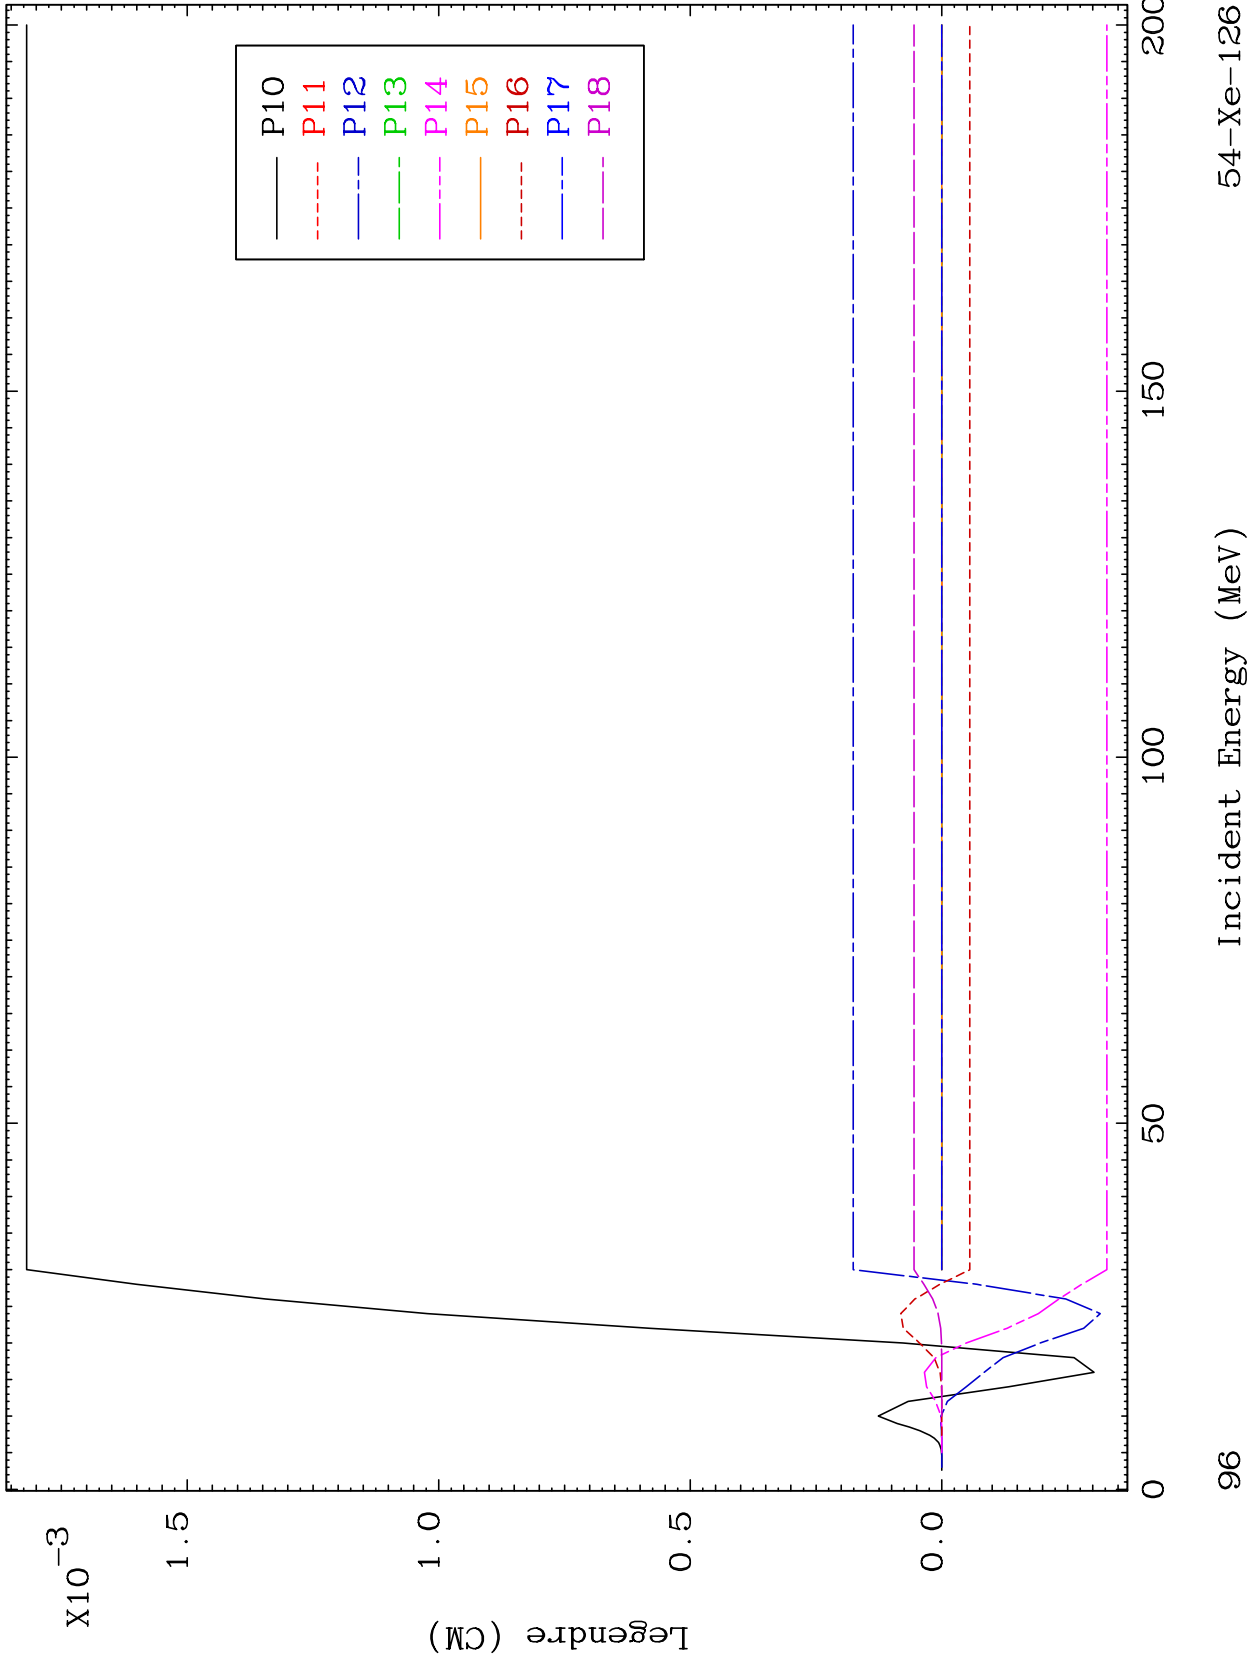 X10-3
1.5
1.0
0.5
0.0
Legendre (CM)
P10
P11
P12
P13
P14
P15
P16
P17
P18
0
50
100
150
200
Incident Energy (MeV)
96
54-Xe-126